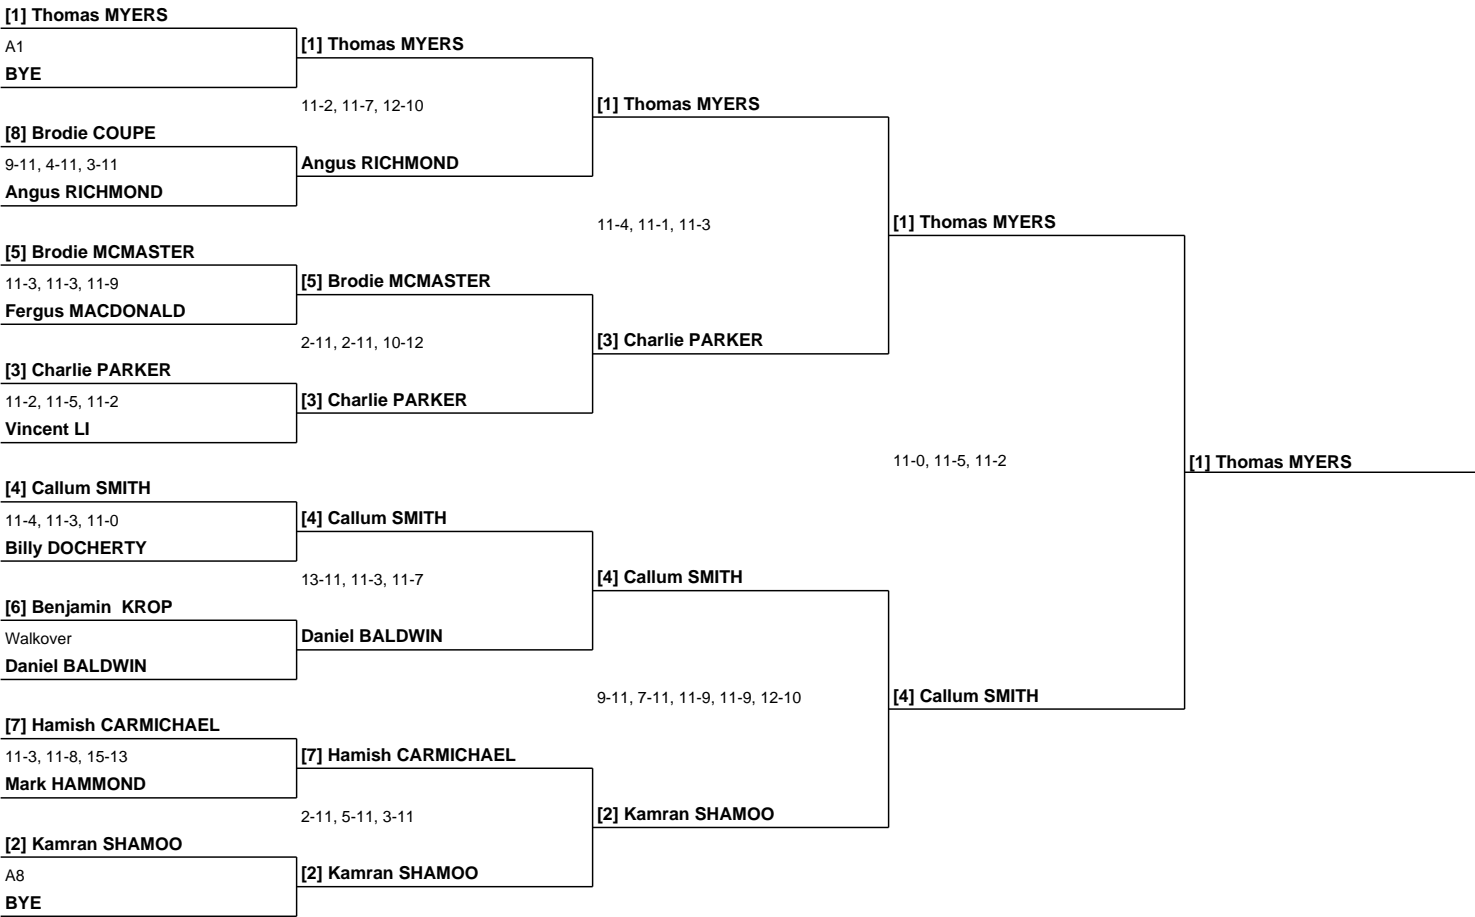 [1] Thomas MYERS
A1
BYE
[8] Brodie COUPE
9-11, 4-11, 3-11
Angus RICHMOND
[5] Brodie MCMASTER
11-3, 11-3, 11-9
Fergus MACDONALD
[3] Charlie PARKER
11-2, 11-5, 11-2
Vincent LI
[4] Callum SMITH
11-4, 11-3, 11-0
Billy DOCHERTY
[6] Benjamin  KROP
Walkover
Daniel BALDWIN
[7] Hamish CARMICHAEL
11-3, 11-8, 15-13
Mark HAMMOND
[2] Kamran SHAMOO
A8
BYE
[1] Thomas MYERS
11-2, 11-7, 12-10
Angus RICHMOND
[5] Brodie MCMASTER
2-11, 2-11, 10-12
[3] Charlie PARKER
[4] Callum SMITH
13-11, 11-3, 11-7
Daniel BALDWIN
[7] Hamish CARMICHAEL
2-11, 5-11, 3-11
[2] Kamran SHAMOO
[1] Thomas MYERS
11-4, 11-1, 11-3
[3] Charlie PARKER
[4] Callum SMITH
9-11, 7-11, 11-9, 11-9, 12-10
[2] Kamran SHAMOO
[1] Thomas MYERS
11-0, 11-5, 11-2
[4] Callum SMITH
[1] Thomas MYERS